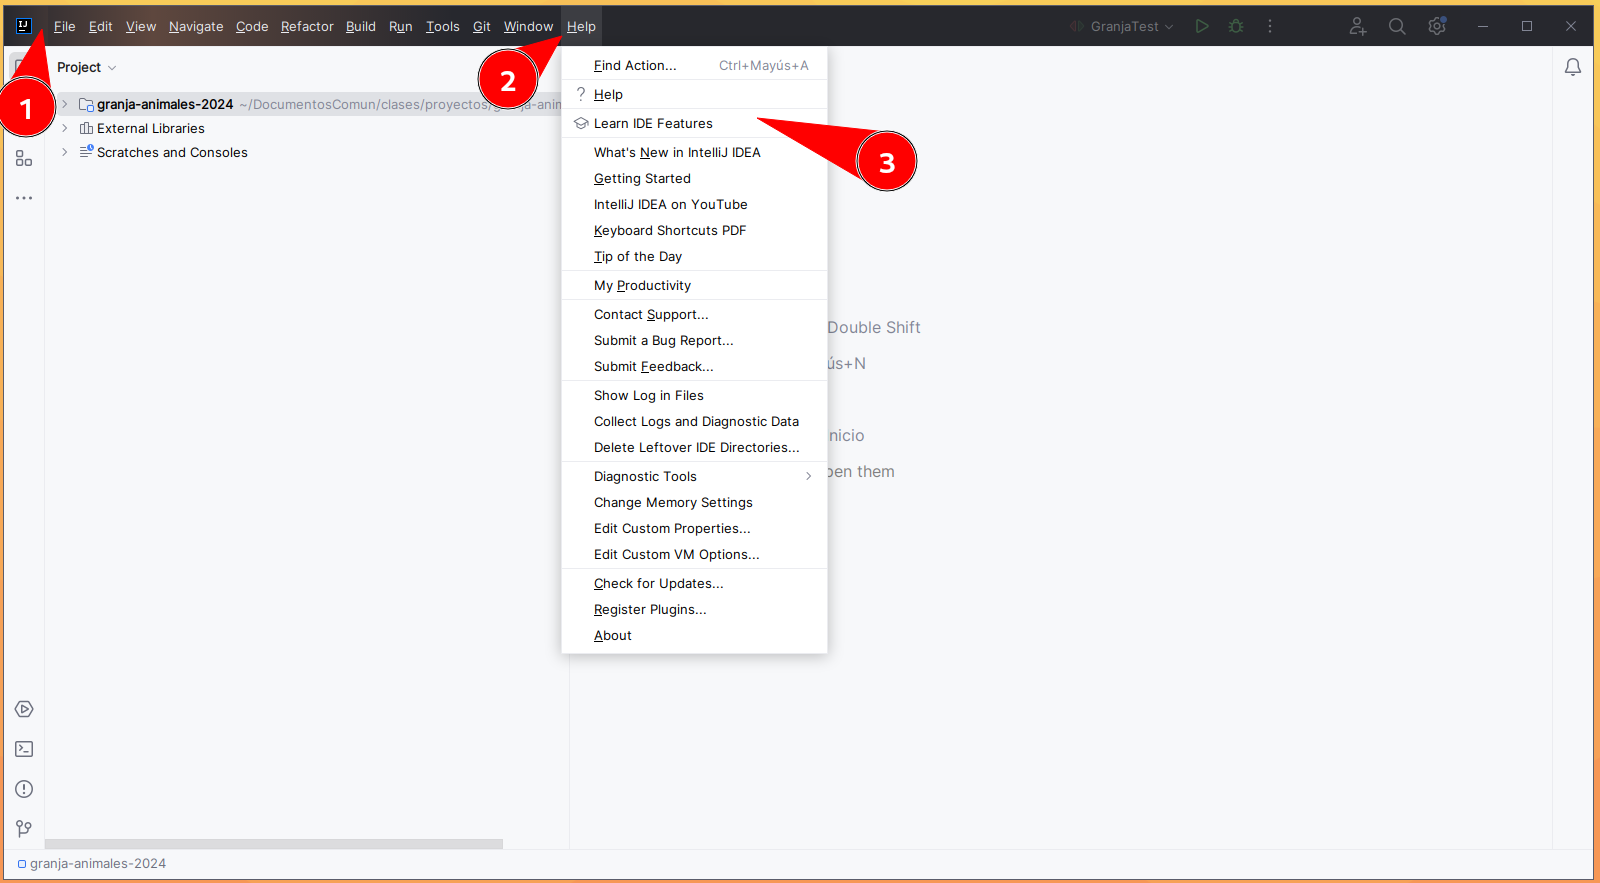 IJ File Edit View Navigate Code Refactor Build Run Tools Git Window Help GranjaTest
Project
1
2
3
granja-animales-2024 ~/DocumentosComun/clases/proyectos/granja-anim
External Libraries
Scratches and Consoles
Find Action... Ctrl+Mayús+A
? Help
Learn IDE Features
What's New in IntelliJ IDEA
Getting Started
IntelliJ IDEA on YouTube
Keyboard Shortcuts PDF
Tip of the Day
My Productivity
Contact Support...
Submit a Bug Report...
Submit Feedback...
Show Log in Files
Collect Logs and Diagnostic Data
Delete Leftover IDE Directories...
Diagnostic Tools
Change Memory Settings
Edit Custom Properties...
Edit Custom VM Options...
Check for Updates...
Register Plugins...
About
Double Shift
ús+N
nicio
pen them
granja-animales-2024